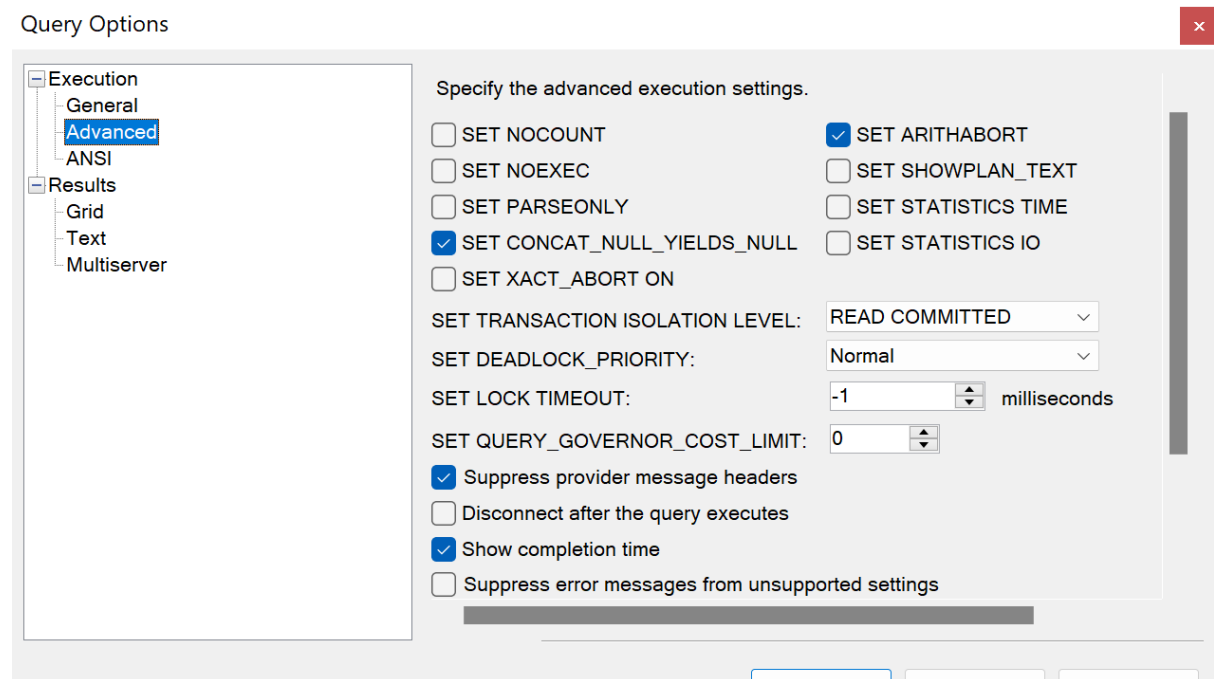 Query Options
Execution
General
Advanced
ANSI
Results
Grid
Text
Multiserver
Specify the advanced execution settings.
SET NOCOUNT
SET ARITHABORT
SET NOEXEC
SET SHOWPLAN_TEXT
SET PARSEONLY
SET STATISTICS TIME
SET CONCAT_NULL_YIELDS_NULL
SET STATISTICS IO
SET XACT_ABORT ON
SET TRANSACTION ISOLATION LEVEL: READ COMMITTED
SET DEADLOCK_PRIORITY: Normal
SET LOCK TIMEOUT: -1 milliseconds
SET QUERY_GOVERNOR_COST_LIMIT: 0
Suppress provider message headers
Disconnect after the query executes
Show completion time
Suppress error messages from unsupported settings